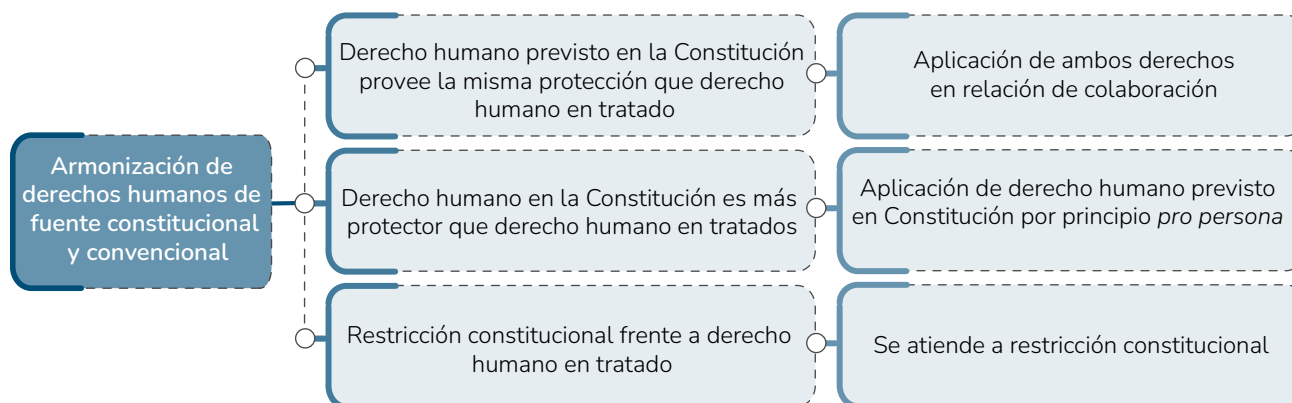 Armonización de
derechos humanos de
fuente constitucional
y convencional
Derecho humano previsto en la Constitución
provee la misma protección que derecho
humano en tratado
Aplicación de ambos derechos
en relación de colaboración
Derecho humano en la Constitución es más
protector que derecho humano en tratados
Aplicación de derecho humano previsto
en Constitución por principio pro persona
Restricción constitucional frente a derecho
humano en tratado
Se atiende a restricción constitucional